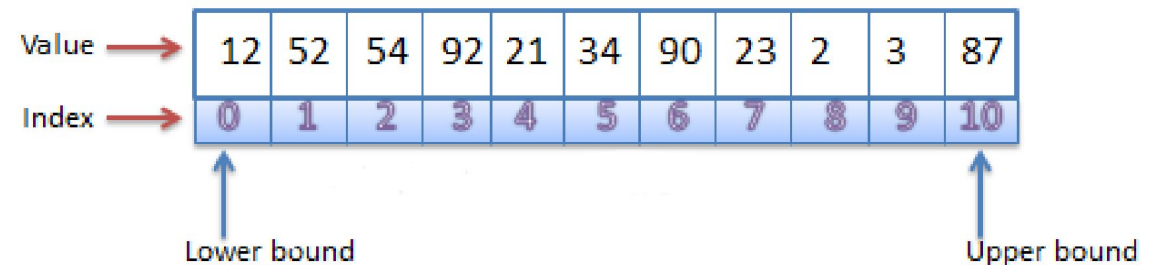 Value 12 52 54 92 21 34 90 23 2 3 87
Index 0 1 2 3 4 5 6 7 8 9 10
Lower bound Upper bound